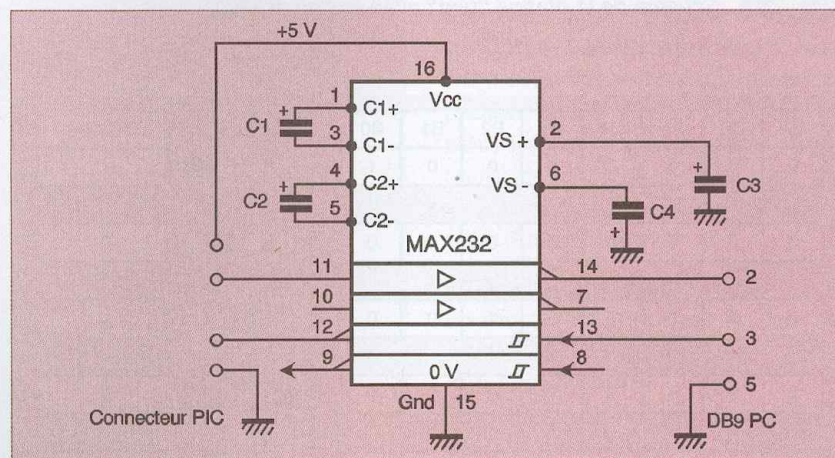 +5 V
16
Vcc
1
C1+
+
C1
3
C1-
4
C2+
+
C2
5
C2-
VS +
2
VS -
6
+
C3
C4
+
MAX232
11
14
2
10
7
12
13
3
9
8
0 V
5
Connecteur PIC
Gnd
15
DB9 PC